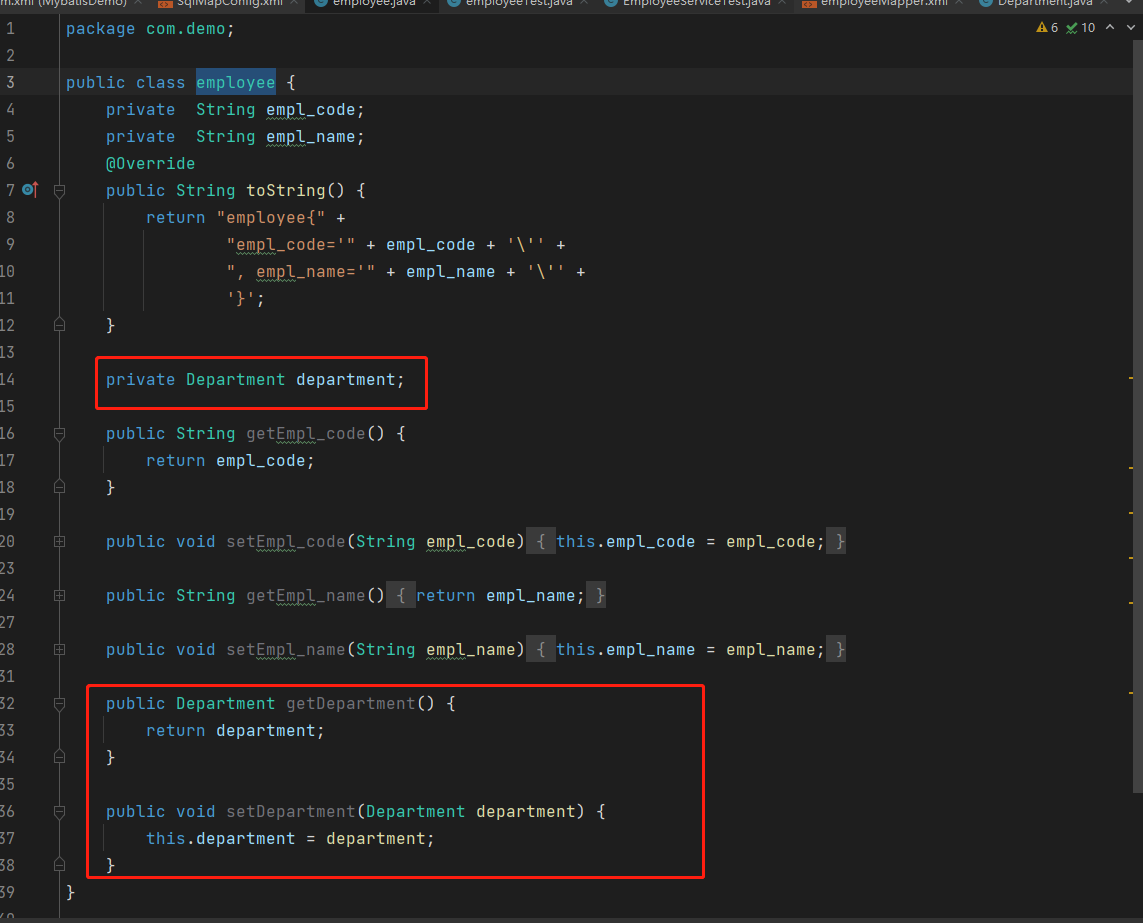 m.xml (MybatisDemo) SqlMapConfig.xml employee.java employeeTest.java EmployeeServiceTest.java employeeMapper.xml Department.java
6 10
1 package com.demo;
2
3 public class employee {
4 private String empl_code;
5 private String empl_name;
6 @Override
7 public String toString() {
8 return "employee{" +
9 "empl_code='" + empl_code + '\'' +
10 ", empl_name='" + empl_name + '\'' +
11 '}';
12 }
13
14 private Department department;
15
16 public String getEmpl_code() {
17 return empl_code;
18 }
19
20 public void setEmpl_code(String empl_code) { this.empl_code = empl_code; }
23
24 public String getEmpl_name() { return empl_name; }
27
28 public void setEmpl_name(String empl_name) { this.empl_name = empl_name; }
31
32 public Department getDepartment() {
33 return department;
34 }
35
36 public void setDepartment(Department department) {
37 this.department = department;
38 }
39 }